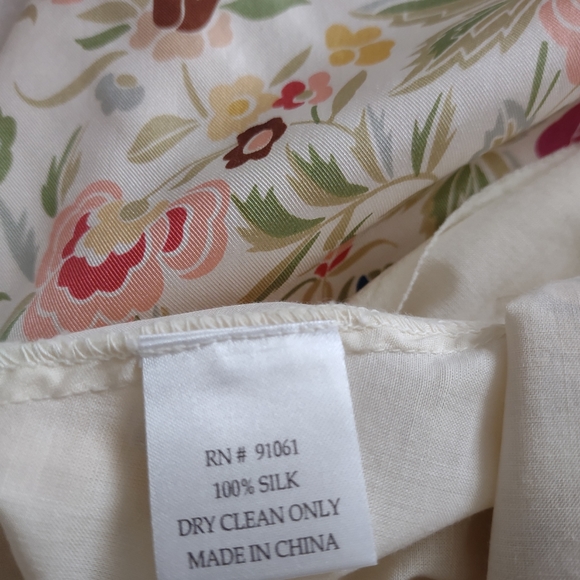 RN # 91061
100% SILK
DRY CLEAN ONLY
MADE IN CHINA